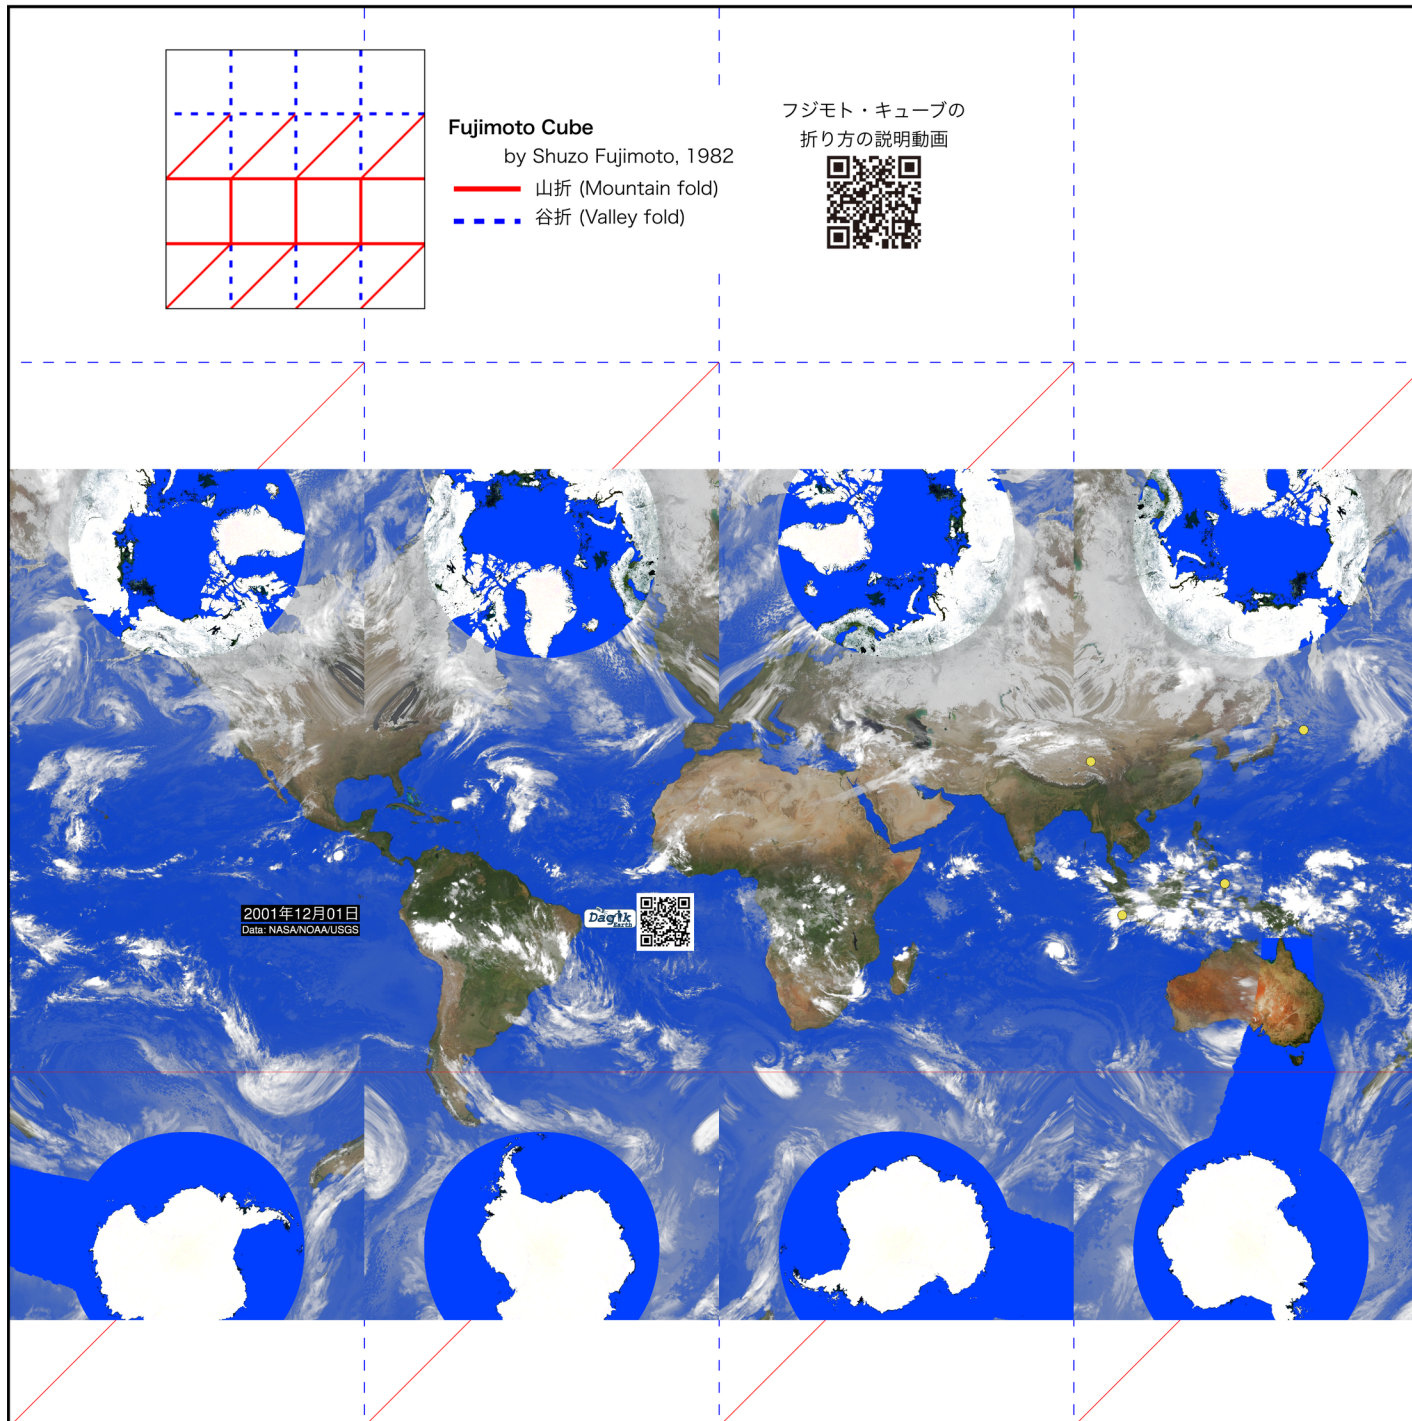 Fujimoto Cube
by Shuzo Fujimoto, 1982
山折 (Mountain fold)
谷折 (Valley fold)
フジモト・キューブの
折り方の説明動画
2001年12月01日
Data: NASA/NOAA/USGS
Dagik
Earth